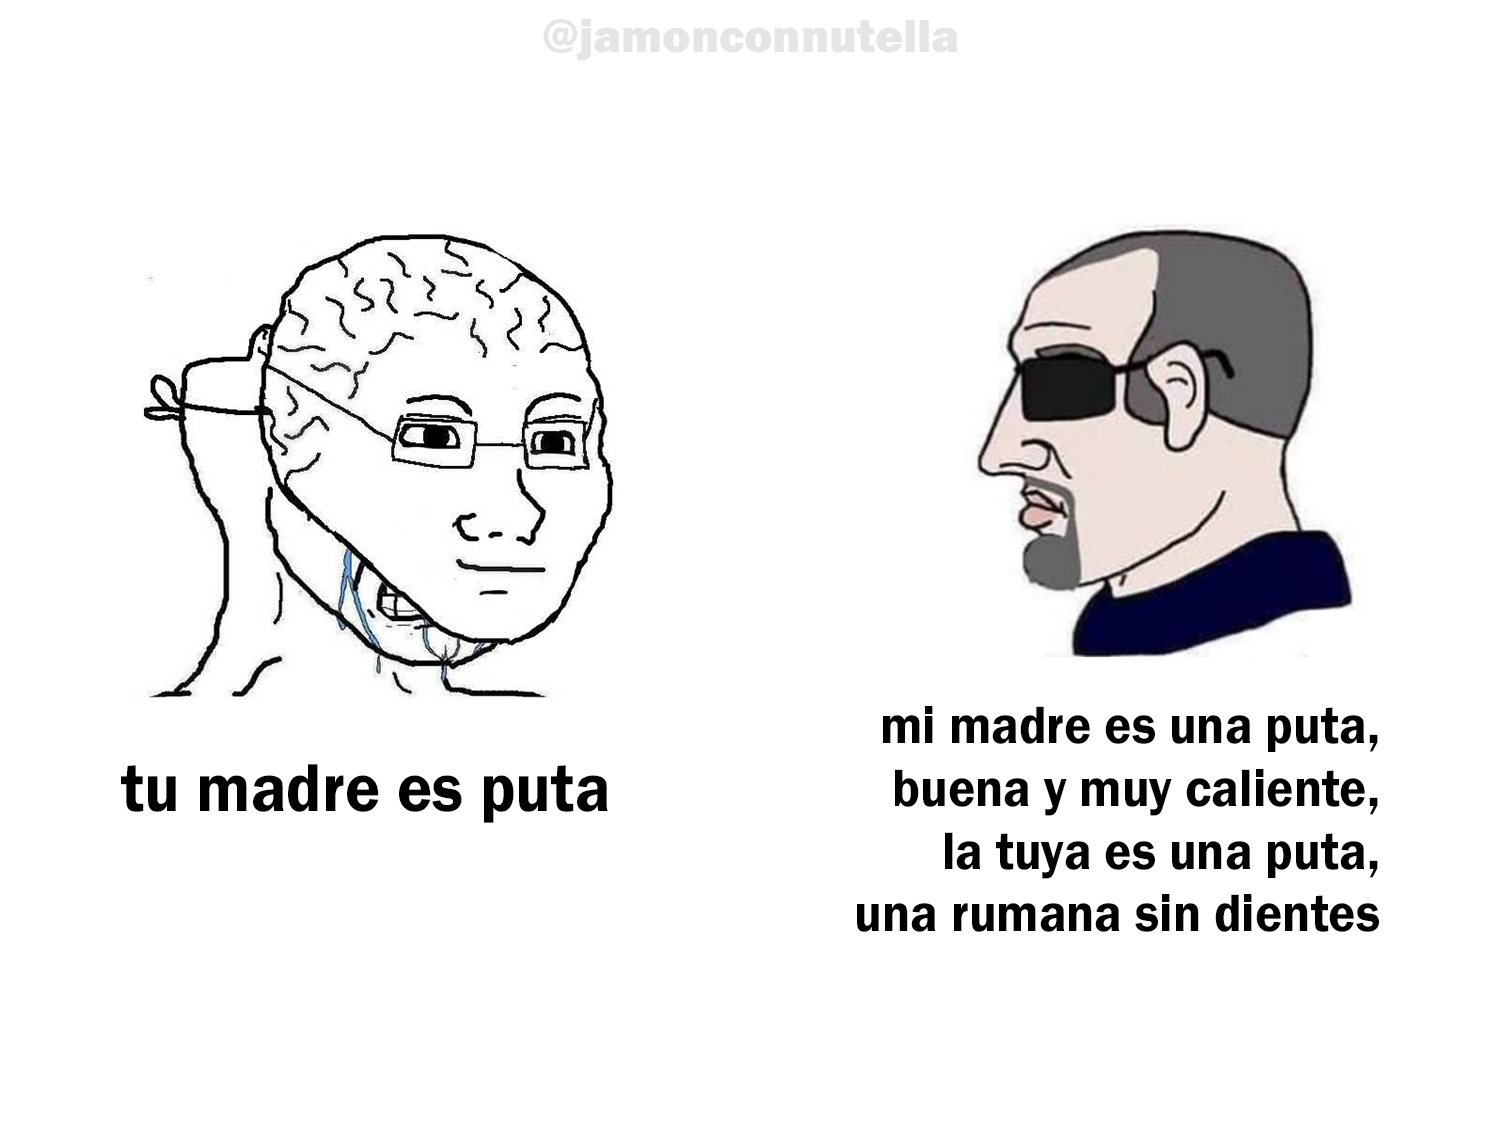 @jamonconnutella
tu madre es puta
mi madre es una puta,
buena y muy caliente,
la tuya es una puta,
una rumana sin dientes